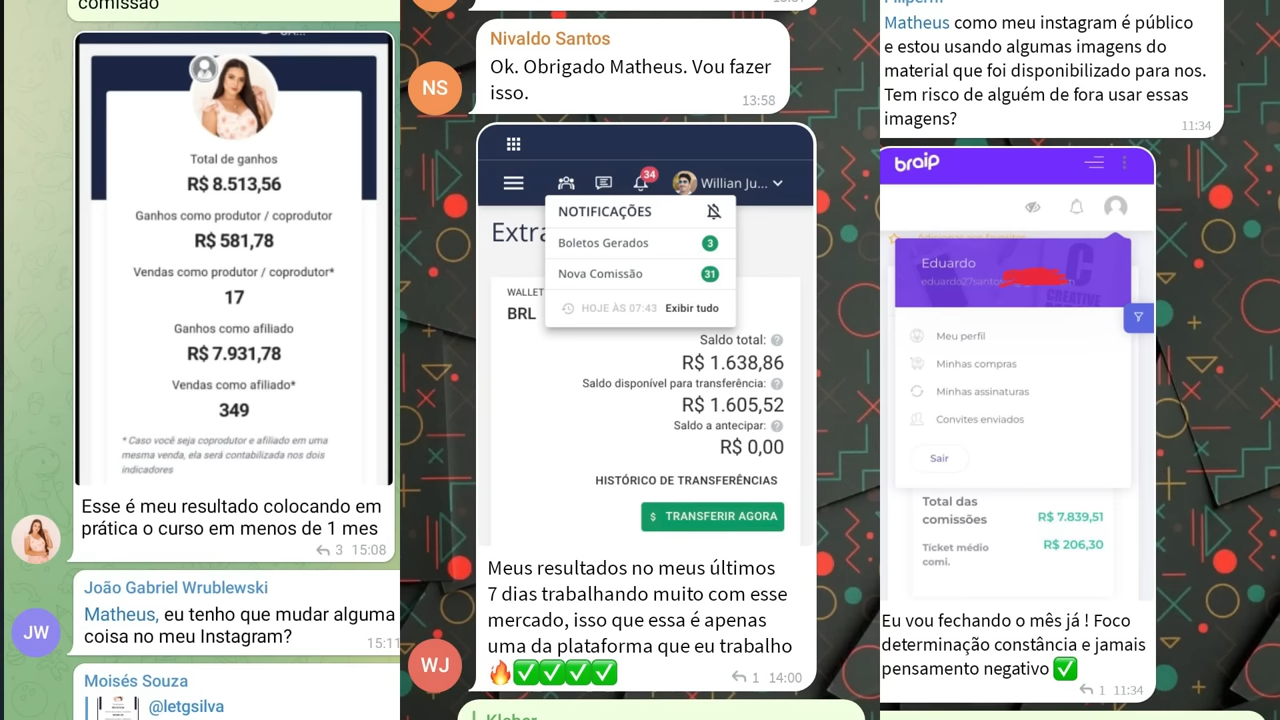 comissão
Total de ganhos
R$ 8.513,56
Ganhos como produtor / coprodutor
R$ 581,78
Vendas como produtor / coprodutor*
17
Ganhos como afiliado
R$ 7.931,78
Vendas como afiliado*
349
* Caso você seja coprodutor e afiliado em uma
mesma venda, ela será contabilizada nos dois
indicadores
Esse é meu resultado colocando em
prática o curso em menos de 1 mes
3 15:08
João Gabriel Wrublewski
Matheus, eu tenho que mudar alguma
coisa no meu Instagram?
JW
15:11
Moisés Souza
@letgsilva
Nivaldo Santos
Ok. Obrigado Matheus. Vou fazer
isso.
NS
13:58
34
Willian Ju...
NOTIFICAÇÕES
Extra
Boletos Gerados 3
Nova Comissão 31
WALLET
HOJE ÀS 07:43 Exibir tudo
BRL
Saldo total:
R$ 1.638,86
Saldo disponível para transferência:
R$ 1.605,52
Saldo a antecipar:
R$ 0,00
HISTÓRICO DE TRANSFERÊNCIAS
$ TRANSFERIR AGORA
Meus resultados no meus últimos
7 dias trabalhando muito com esse
mercado, isso que essa é apenas
uma da plataforma que eu trabalho
WJ
1 14:00
Kleber
Matheus como meu instagram é público
e estou usando algumas imagens do
material que foi disponibilizado para nos.
Tem risco de alguém de fora usar essas
imagens?
11:34
braip
Adicionar aos favoritos
Eduardo
eduardo27santos
Meu perfil
Minhas compras
Minhas assinaturas
Convites enviados
Sair
Total das
comissões
R$ 7.839,51
Ticket médio
comi.
R$ 206,30
Eu vou fechando o mês já ! Foco
determinação constância e jamais
pensamento negativo
1 11:34